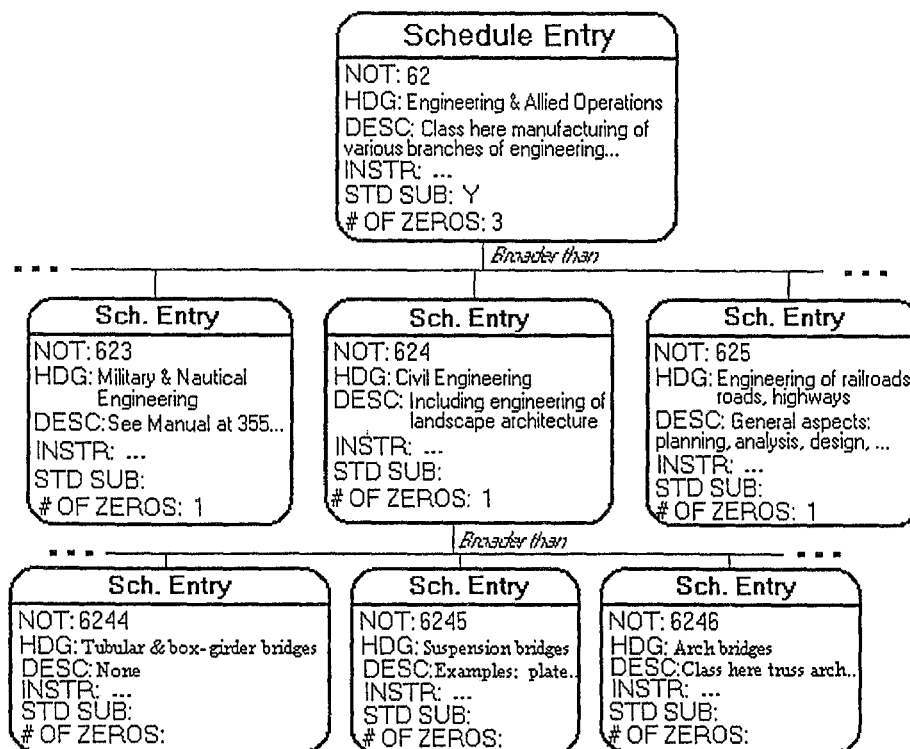 Schedule Entry
NOT: 62
HDG: Engineering & Allied Operations
DESC: Class here manufacturing of
various branches of engineering...
INSTR: ...
STD SUB: Y
# OF ZEROS: 3
Broader than
... ...
Sch. Entry
NOT: 623
HDG: Military & Nautical
Engineering
DESC: See Manual at 355...
INSTR: ...
STD SUB:
# OF ZEROS: 1
Sch. Entry
NOT: 624
HDG: Civil Engineering
DESC: Including engineering of
landscape architecture
INSTR: ...
STD SUB:
# OF ZEROS: 1
Sch. Entry
NOT: 625
HDG: Engineering of railroads
roads, highways
DESC: General aspects:
planning, analysis, design, ...
INSTR: ...
STD SUB:
# OF ZEROS: 1
Broader than
... ...
Sch. Entry
NOT: 6244
HDG: Tubular & box-girder bridges
DESC: None
INSTR: ...
STD SUB:
# OF ZEROS:
Sch. Entry
NOT: 6245
HDG: Suspension bridges
DESC: Examples: plate..
INSTR: ...
STD SUB:
# OF ZEROS:
Sch. Entry
NOT: 6246
HDG: Arch bridges
DESC: Class here truss arch..
INSTR: ...
STD SUB:
# OF ZEROS: